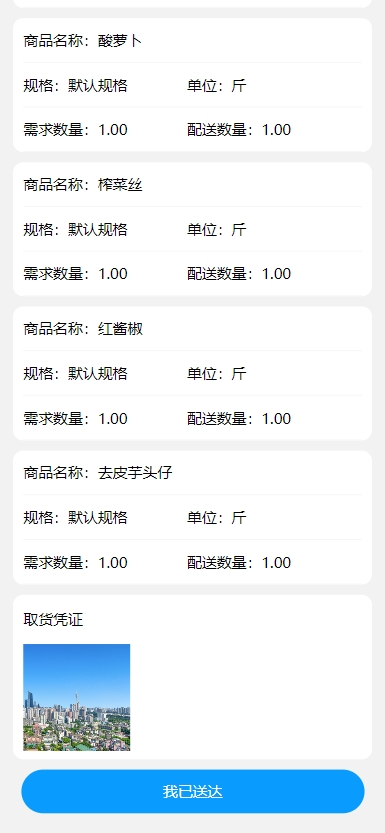 商品名称：酸萝卜
规格：默认规格 单位：斤
需求数量：1.00 配送数量：1.00
商品名称：榨菜丝
规格：默认规格 单位：斤
需求数量：1.00 配送数量：1.00
商品名称：红酱椒
规格：默认规格 单位：斤
需求数量：1.00 配送数量：1.00
商品名称：去皮芋头仔
规格：默认规格 单位：斤
需求数量：1.00 配送数量：1.00
取货凭证
我已送达